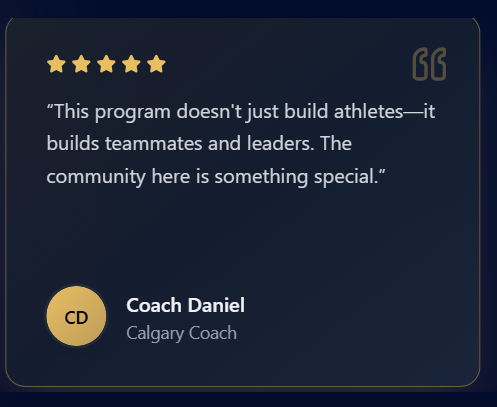 “This program doesn't just build athletes—it
builds teammates and leaders. The
community here is something special.”
CD
Coach Daniel
Calgary Coach